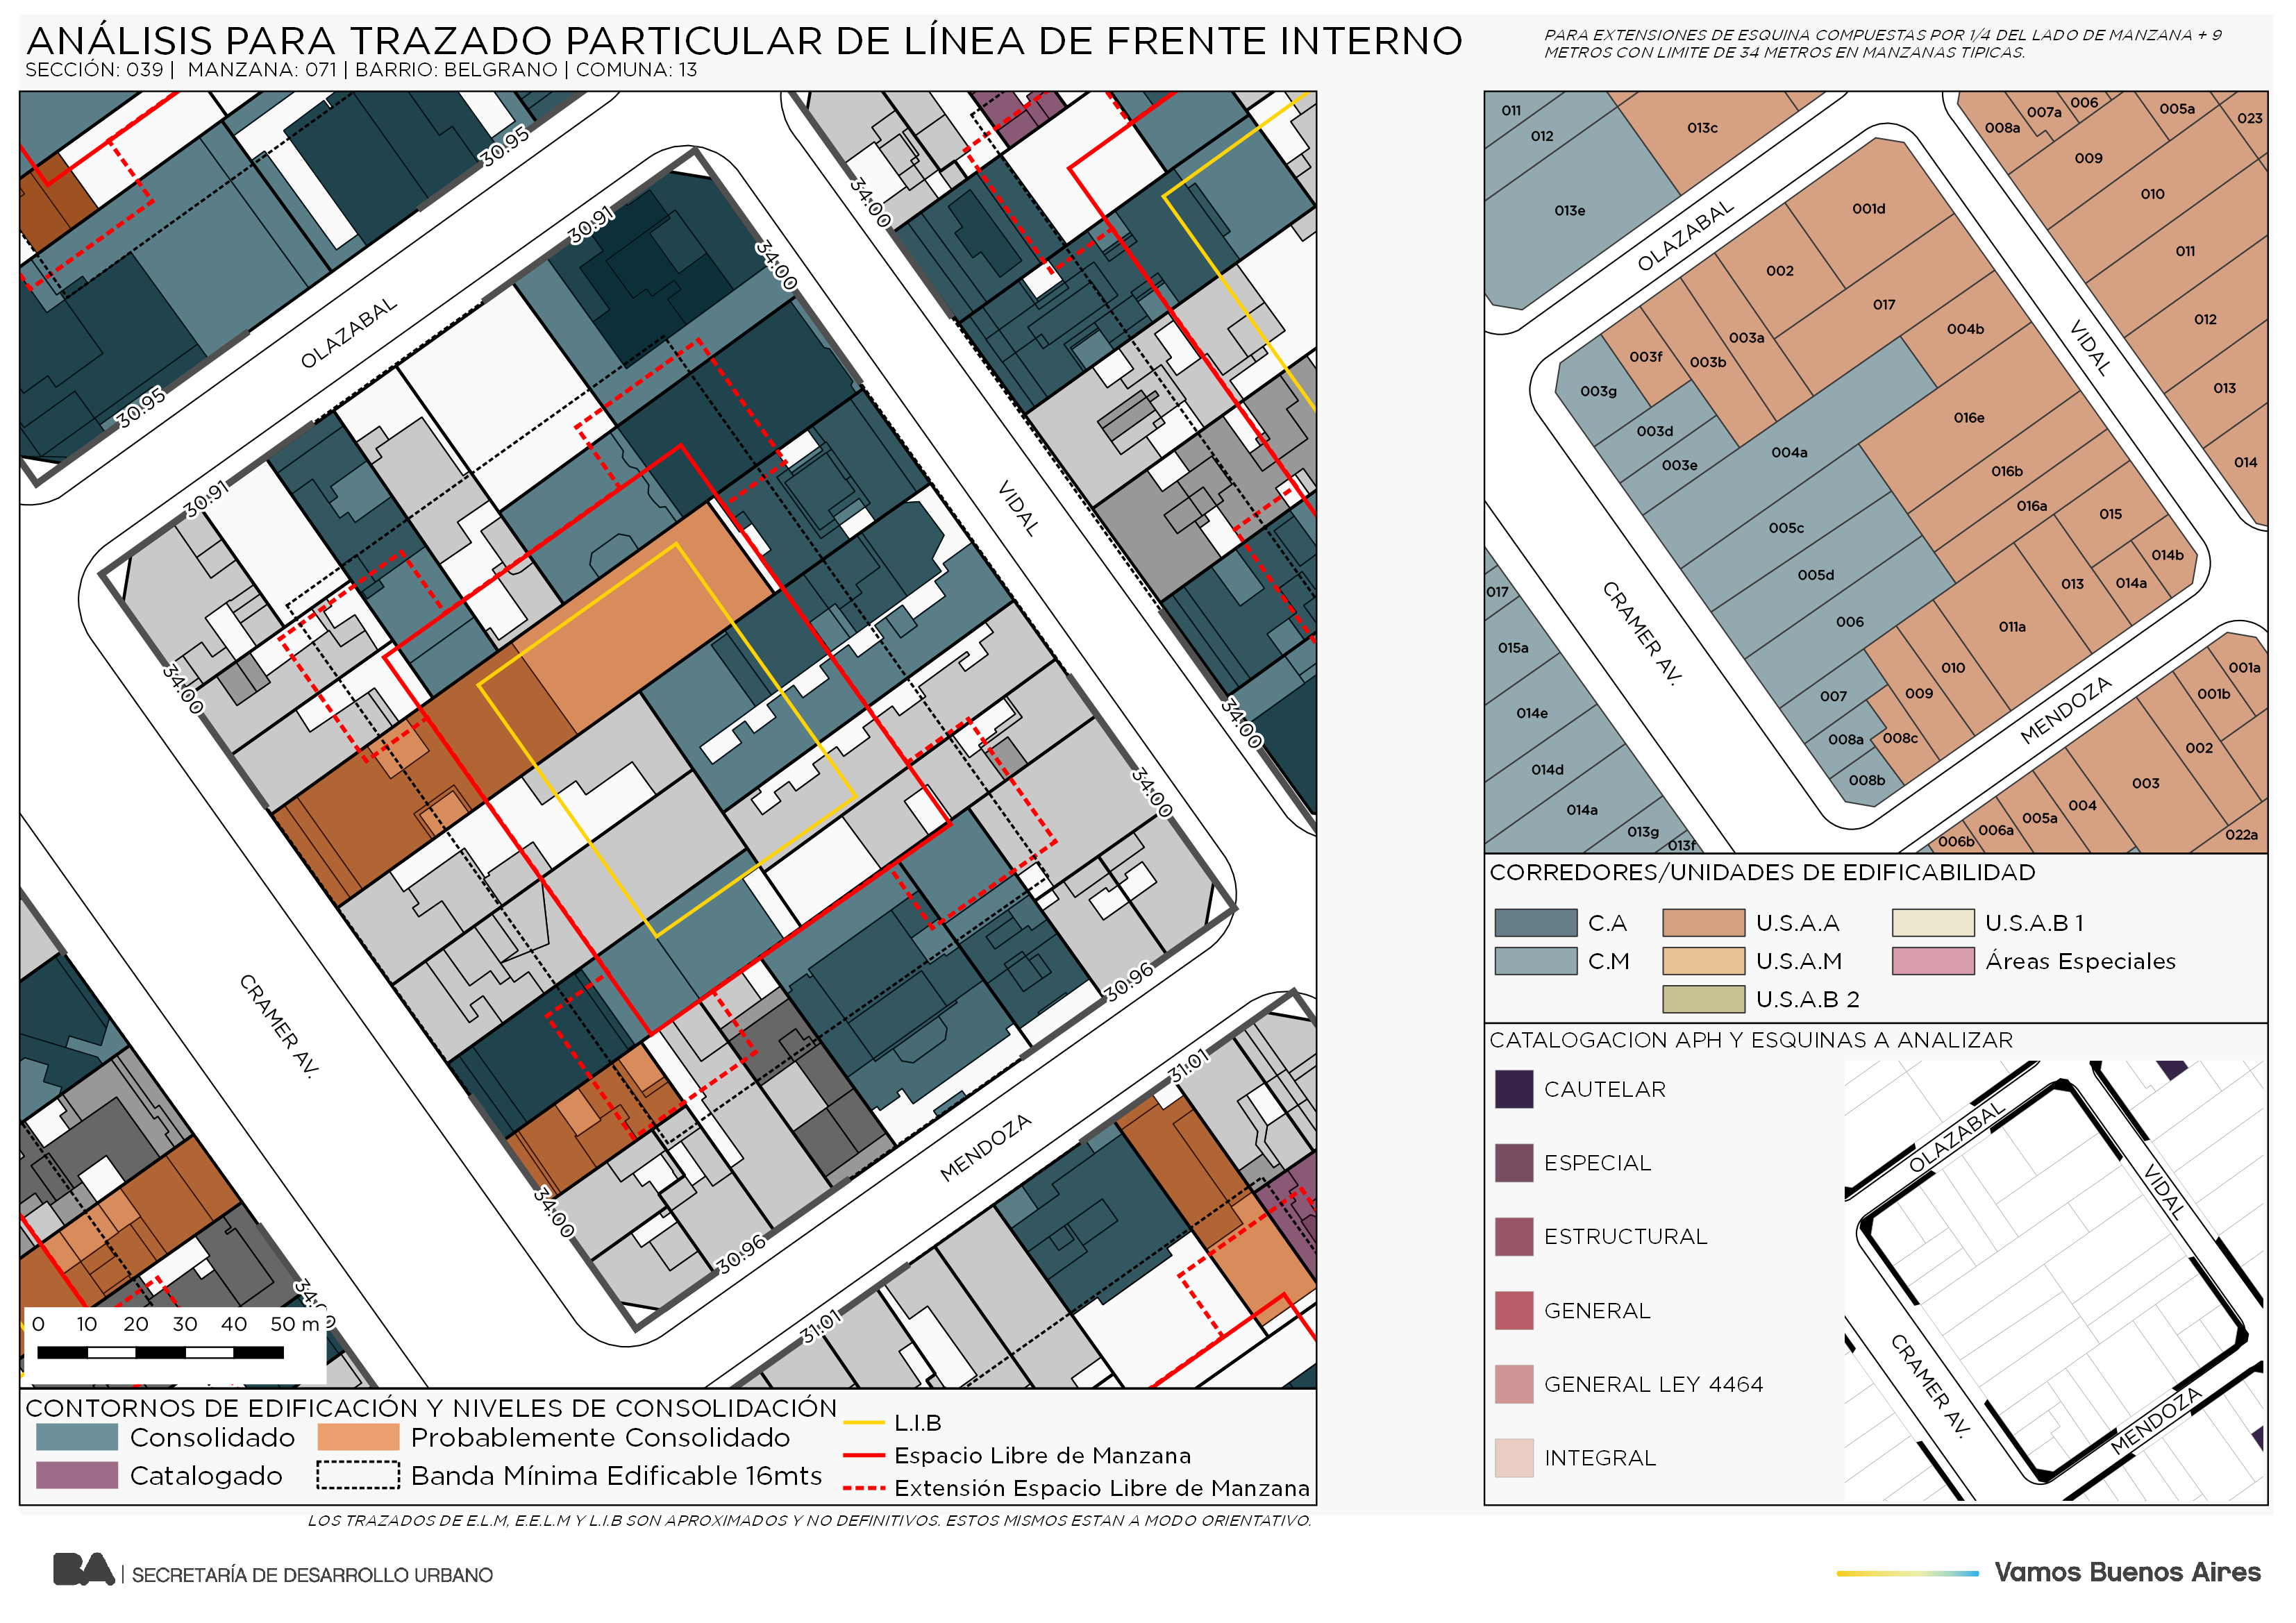 ANÁLISIS PARA TRAZADO PARTICULAR DE LÍNEA DE FRENTE INTERNO
SECCIÓN: 039 | MANZANA: 071 | BARRIO: BELGRANO | COMUNA: 13
PARA EXTENSIONES DE ESQUINA COMPUESTAS POR 1/4 DEL LADO DE MANZANA + 9
METROS CON LIMITE DE 34 METROS EN MANZANAS TIPICAS.
30.95
30.91
34.00
34.00
OLAZABAL
30.95
30.91
VIDAL
34.00
34.00
34.00
CRAMER AV.
30.96
31.01
MENDOZA
34.00
30.96
31.01
34.00
0 10 20 30 40 50 m
CONTORNOS DE EDIFICACIÓN Y NIVELES DE CONSOLIDACIÓN
Consolidado
Probablemente Consolidado
Catalogado
Banda Mínima Edificable 16mts
L.I.B
Espacio Libre de Manzana
Extensión Espacio Libre de Manzana
LOS TRAZADOS DE E.L.M, E.E.L.M Y L.I.B SON APROXIMADOS Y NO DEFINITIVOS. ESTOS MISMOS ESTAN A MODO ORIENTATIVO.
011
012
013c
013e
008a
007a
006
005a
023
009
010
011
012
013
014
OLAZABAL
001d
002
017
003a
003b
003f
003g
003d
003e
004b
004a
016e
016b
016a
015
014b
014a
013
005c
005d
006
011a
010
009
007
008a
008c
008b
VIDAL
CRAMER AV.
MENDOZA
017
015a
014e
014d
014a
013g
013f
001a
001b
002
003
004
005a
006a
006b
022a
CORREDORES/UNIDADES DE EDIFICABILIDAD
C.A
U.S.A.A
U.S.A.B 1
C.M
U.S.A.M
Áreas Especiales
U.S.A.B 2
CATALOGACION APH Y ESQUINAS A ANALIZAR
CAUTELAR
ESPECIAL
ESTRUCTURAL
GENERAL
GENERAL LEY 4464
INTEGRAL
OLAZABAL
VIDAL
CRAMER AV.
MENDOZA
BA | SECRETARÍA DE DESARROLLO URBANO
Vamos Buenos Aires